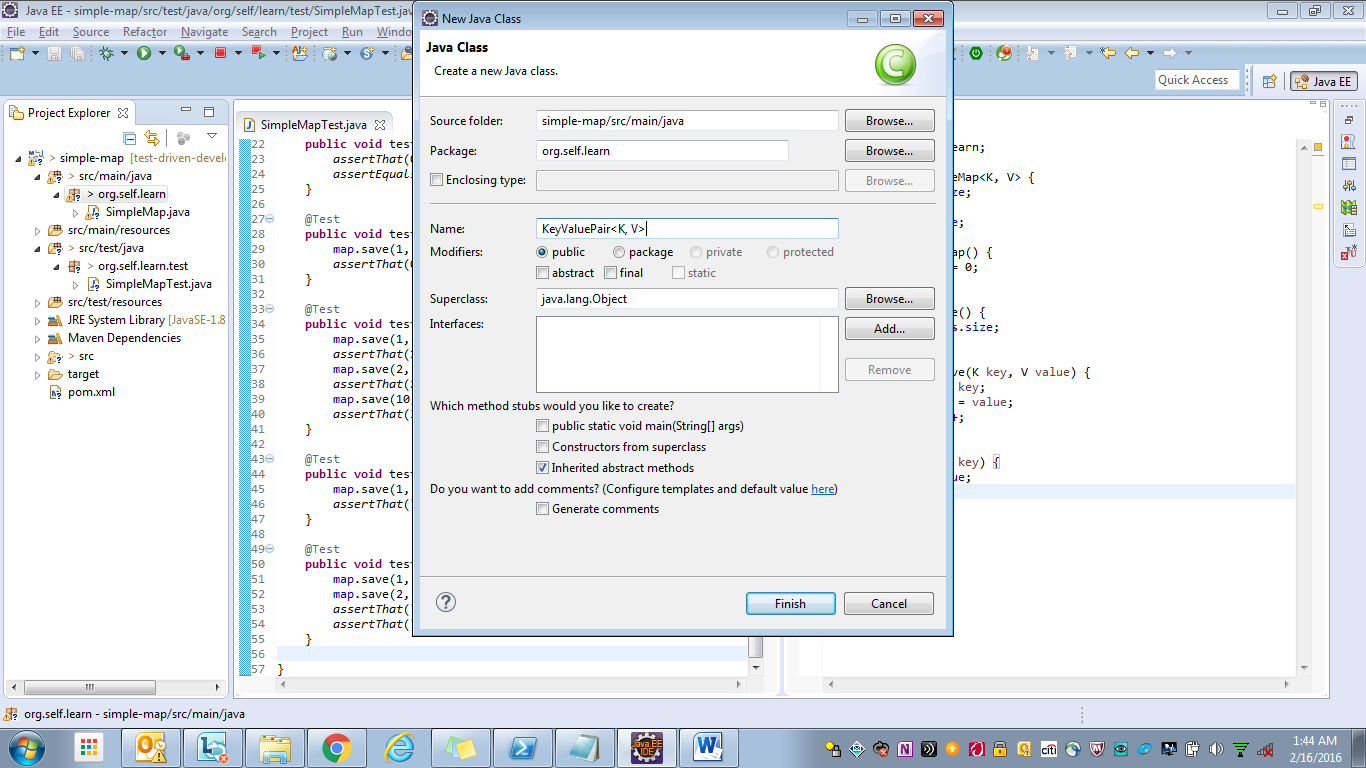 Java EE - simple-map/src/test/java/org/self/learn/test/SimpleMapTest.java
File Edit Source Refactor Navigate Search Project Run Windo
Quick Access
Java EE
Project Explorer
> simple-map [test-driven-devel
> src/main/java
> org.self.learn
SimpleMap.java
src/main/resources
> src/test/java
> org.self.learn.test
SimpleMapTest.java
src/test/resources
JRE System Library [JavaSE-1.8
Maven Dependencies
> src
target
pom.xml
SimpleMapTest.java
22 public void test
23 assertThat(
24 assertEquals
25 }
26
27 @Test
28 public void test
29 map.save(1,
30 assertThat(
31 }
32
33 @Test
34 public void test
35 map.save(1,
36 assertThat(
37 map.save(2,
38 assertThat(
39 map.save(10
40 assertThat(
41 }
42
43 @Test
44 public void test
45 map.save(1,
46 assertThat(
47 }
48
49 @Test
50 public void test
51 map.save(1,
52 map.save(2,
53 assertThat(
54 assertThat(
55 }
56
57 }
New Java Class
Java Class
Create a new Java class.
C
Source folder: simple-map/src/main/java Browse...
Package: org.self.learn Browse...
Enclosing type: Browse...
Name: KeyValuePair<K, V>
Modifiers: public package private protected
abstract final static
Superclass: java.lang.Object Browse...
Interfaces: Add...
Remove
Which method stubs would you like to create?
public static void main(String[] args)
Constructors from superclass
Inherited abstract methods
Do you want to add comments? (Configure templates and default value here)
Generate comments
? Finish Cancel
earn;
eMap<K, V> {
ze;
e;
ap() {
= 0;
e() {
s.size;
ve(K key, V value) {
key;
= value;
+;
key) {
ue;
org.self.learn - simple-map/src/main/java
Java EE
IDE
citi
1:44 AM
2/16/2016